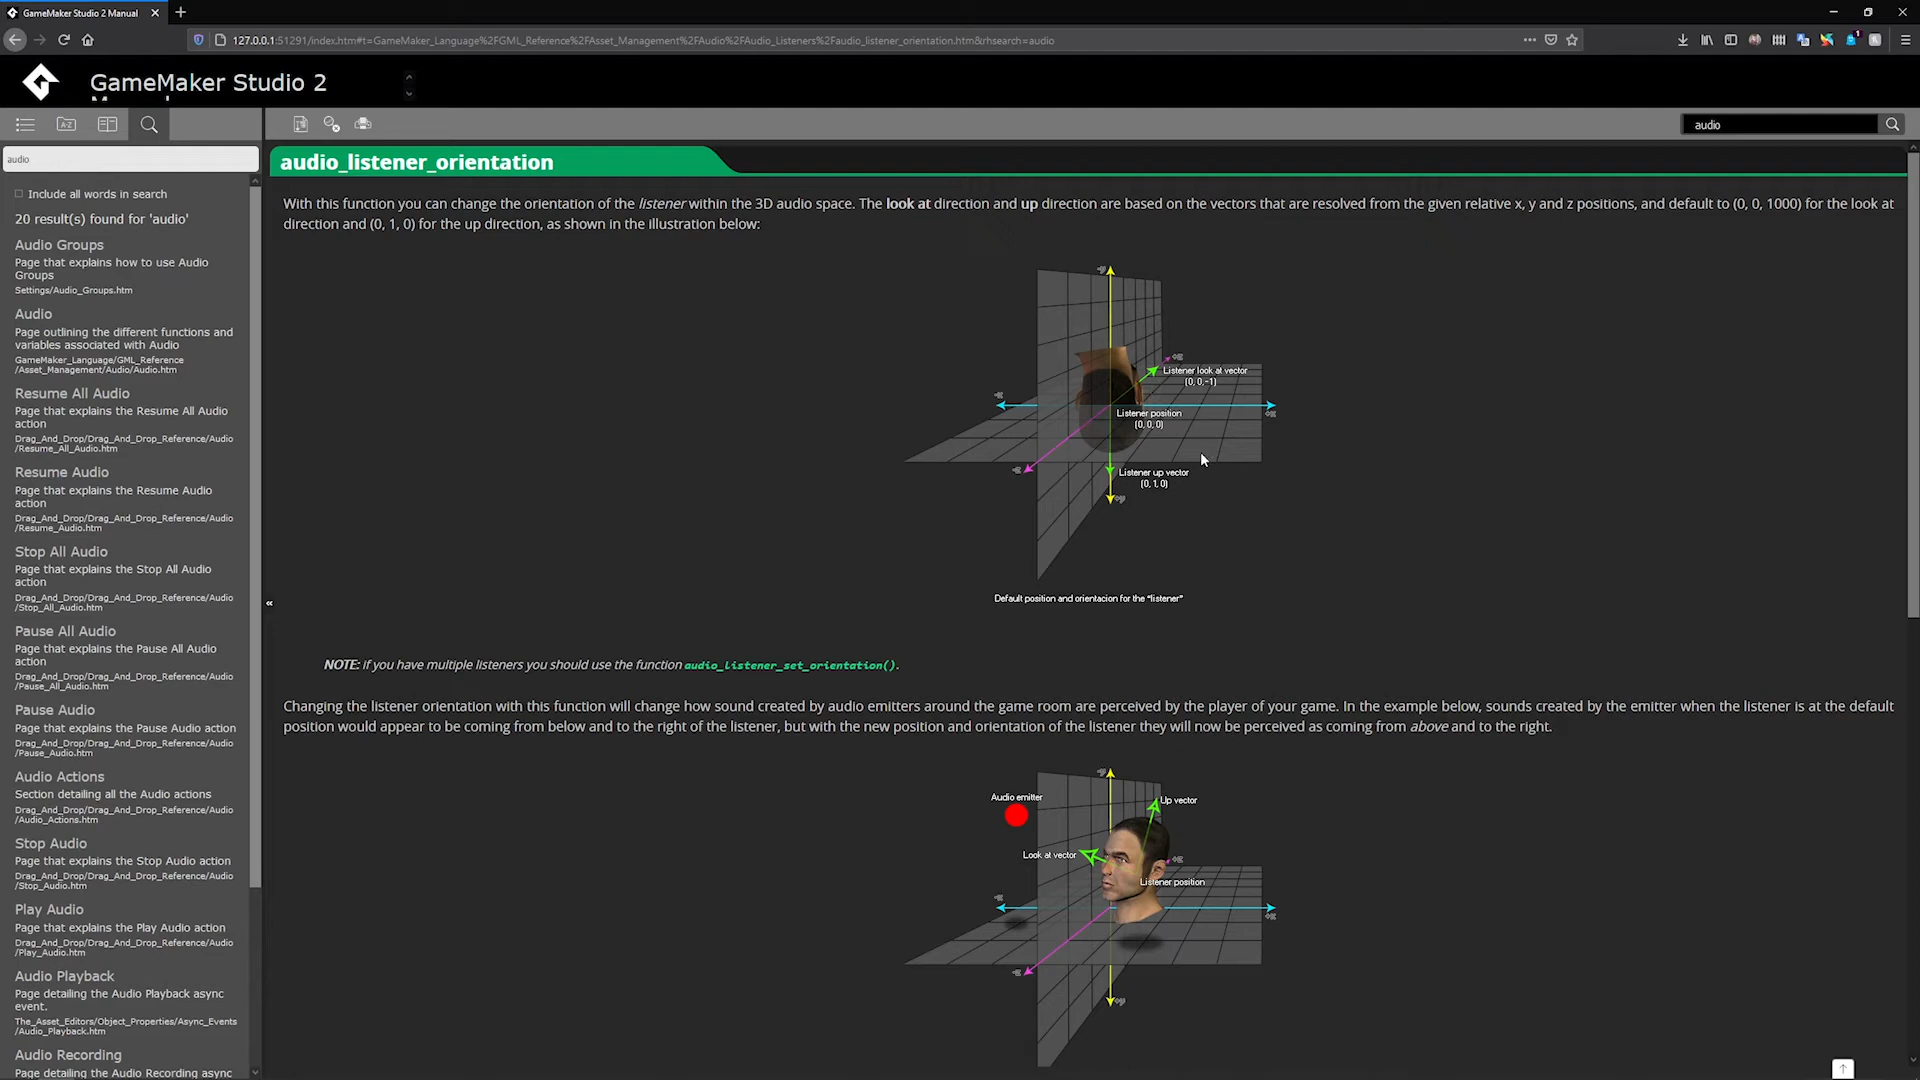 GameMaker Studio 2 Manual
127.0.0.1:51291/index.htm#t=GameMaker_Language%2FGML_Reference%2FAsset_Management%2FAudio%2FAudio_Listeners%2Faudio_listener_orientation.htm&rhsearch=audio
GameMaker Studio 2
audio
audio
Include all words in search
20 result(s) found for 'audio'
Audio Groups
Page that explains how to use Audio
Groups
Settings/Audio_Groups.htm
Audio
Page outlining the different functions and
variables associated with Audio
GameMaker_Language/GML_Reference
/Asset_Management/Audio/Audio.htm
Resume All Audio
Page that explains the Resume All Audio
action
Drag_And_Drop/Drag_And_Drop_Reference/Audio
/Resume_All_Audio.htm
Resume Audio
Page that explains the Resume Audio
action
Drag_And_Drop/Drag_And_Drop_Reference/Audio
/Resume_Audio.htm
Stop All Audio
Page that explains the Stop All Audio
action
Drag_And_Drop/Drag_And_Drop_Reference/Audio
/Stop_All_Audio.htm
Pause All Audio
Page that explains the Pause All Audio
action
Drag_And_Drop/Drag_And_Drop_Reference/Audio
/Pause_All_Audio.htm
Pause Audio
Page that explains the Pause Audio action
Drag_And_Drop/Drag_And_Drop_Reference/Audio
/Pause_Audio.htm
Audio Actions
Section detailing all the Audio actions
Drag_And_Drop/Drag_And_Drop_Reference/Audio
/Audio_Actions.htm
Stop Audio
Page that explains the Stop Audio action
Drag_And_Drop/Drag_And_Drop_Reference/Audio
/Stop_Audio.htm
Play Audio
Page that explains the Play Audio action
Drag_And_Drop/Drag_And_Drop_Reference/Audio
/Play_Audio.htm
Audio Playback
Page detailing the Audio Playback async
event.
The_Asset_Editors/Object_Properties/Async_Events
/Audio_Playback.htm
Audio Recording
Page detailing the Audio Recording async
audio_listener_orientation
With this function you can change the orientation of the listener within the 3D audio space. The look at direction and up direction are based on the vectors that are resolved from the given relative x, y and z positions, and default to (0, 0, 1000) for the look at
direction and (0, 1, 0) for the up direction, as shown in the illustration below:
Listener look at vector
(0, 0, -1)
Listener position
(0, 0, 0)
Listener up vector
(0, 1, 0)
Default position and orientacion for the "listener"
NOTE: if you have multiple listeners you should use the function audio_listener_set_orientation().
Changing the listener orientation with this function will change how sound created by audio emitters around the game room are perceived by the player of your game. In the example below, sounds created by the emitter when the listener is at the default
position would appear to be coming from below and to the right of the listener, but with the new position and orientation of the listener they will now be perceived as coming from above and to the right.
Audio emitter
Up vector
Look at vector
Listener position